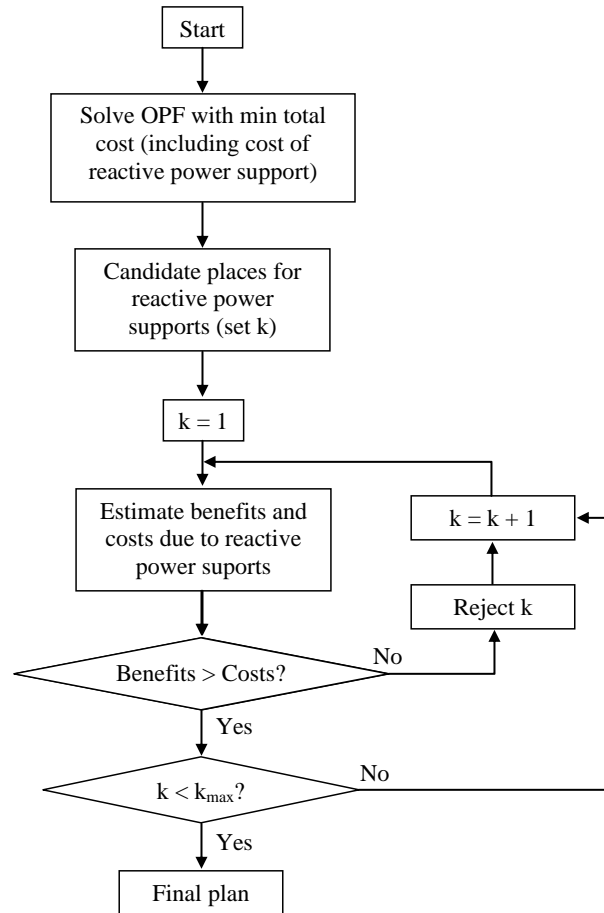 Start
Solve OPF with min total
cost (including cost of
reactive power support)
Candidate places for
reactive power
supports (set k)
k = 1
Estimate benefits and
costs due to reactive
power suports
k = k + 1
Reject k
Benefits > Costs?
No
Yes
k < kmax?
No
Yes
Final plan